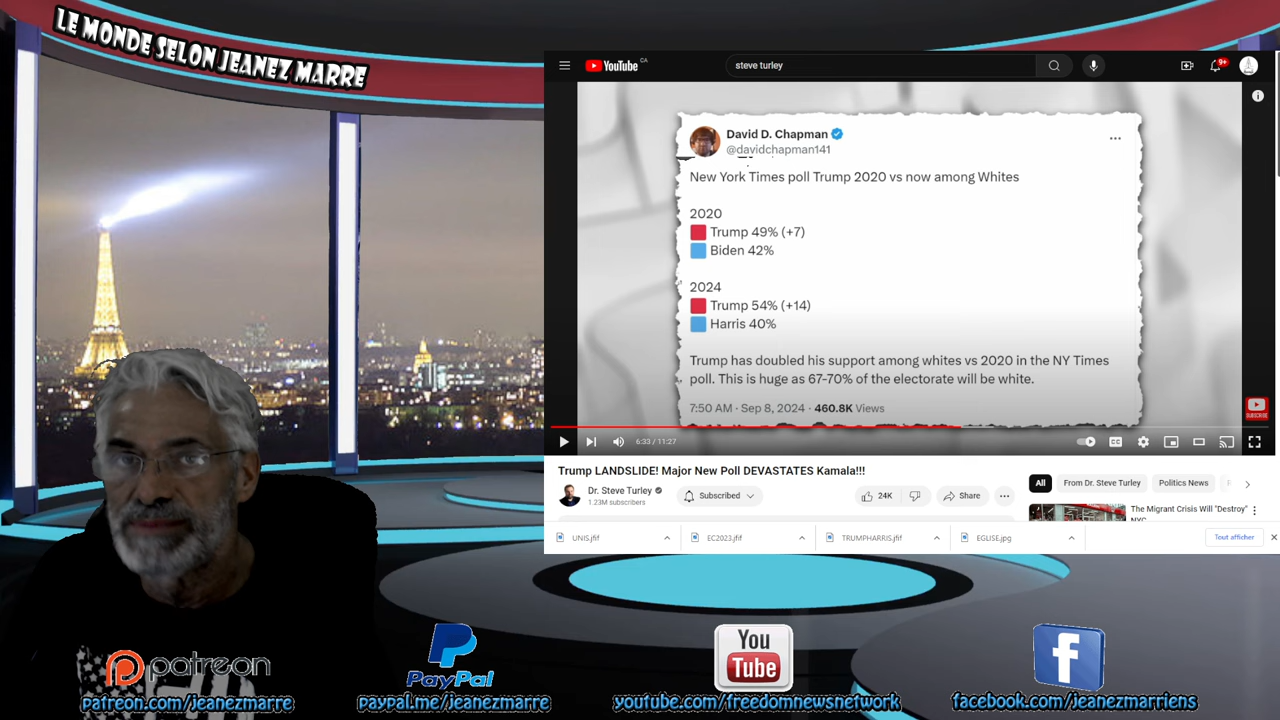 LE MONDE SELON JEANEZ MARRE
YouTube CA
steve turley
9+
David D. Chapman
@davidchapman141
New York Times poll Trump 2020 vs now among Whites
2020
Trump 49% (+7)
Biden 42%
2024
Trump 54% (+14)
Harris 40%
Trump has doubled his support among whites vs 2020 in the NY Times
poll. This is huge as 67-70% of the electorate will be white.
7:50 AM · Sep 8, 2024 · 460.8K Views
SUBSCRIBE
6:33 / 11:27
CC
Trump LANDSLIDE! Major New Poll DEVASTATES Kamala!!!
Dr. Steve Turley
1.23M subscribers
Subscribed
24K
Share
All
From Dr. Steve Turley
Politics News
The Migrant Crisis Will "Destroy"
NYC
UNIS.jfif
EC2023.jfif
TRUMPHARRIS.jfif
EGLISE.jpg
Tout afficher
patreon
patreon.com/jeanezmarre
PayPal
paypal.me/jeanezmarre
You
Tube
youtube.com/freedomnewsnetwork
f
facebook.com/jeanezmarriens